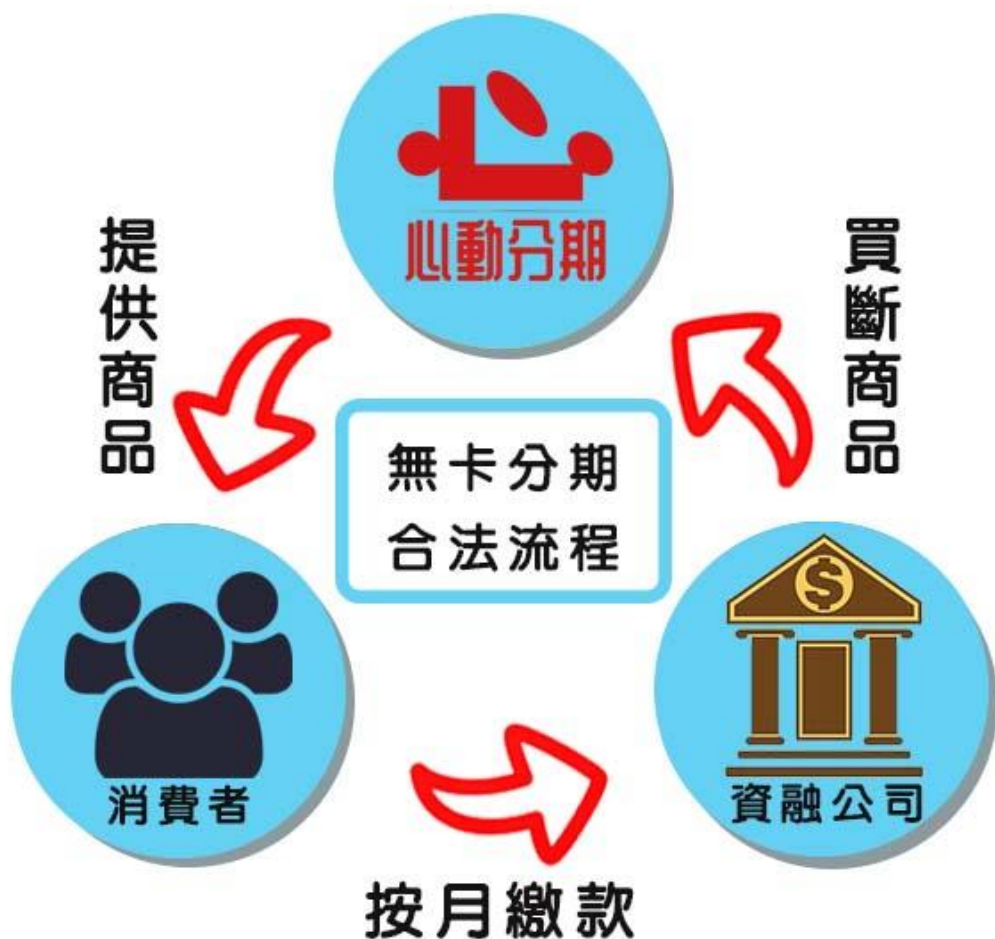 心動分期
提供商品
買斷商品
無卡分期
合法流程
消費者
資融公司
按月繳款